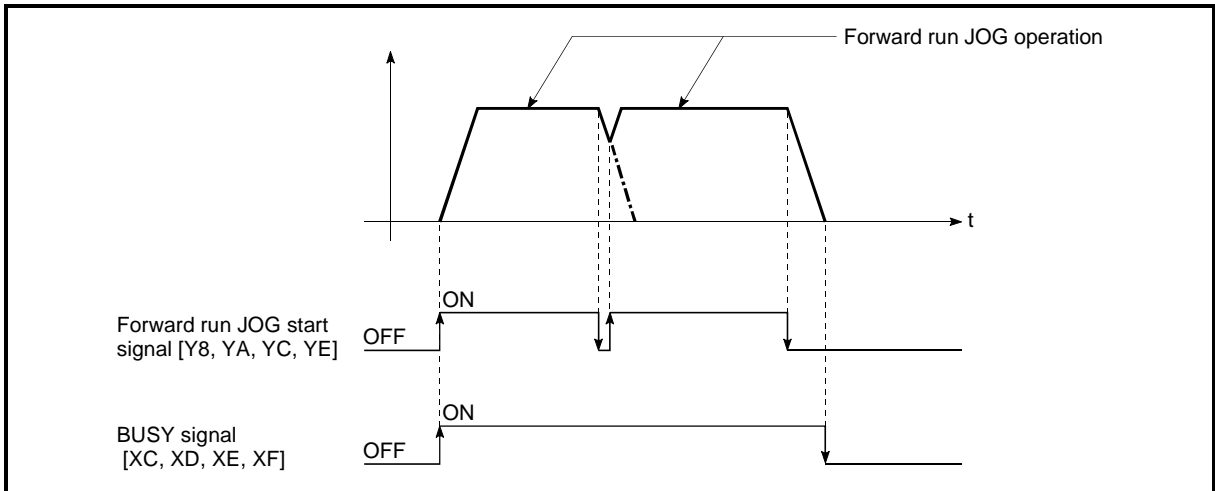 Forward run JOG operation
t
ON
Forward run JOG start
signal [Y8, YA, YC, YE]
OFF
ON
BUSY signal
[XC, XD, XE, XF]
OFF